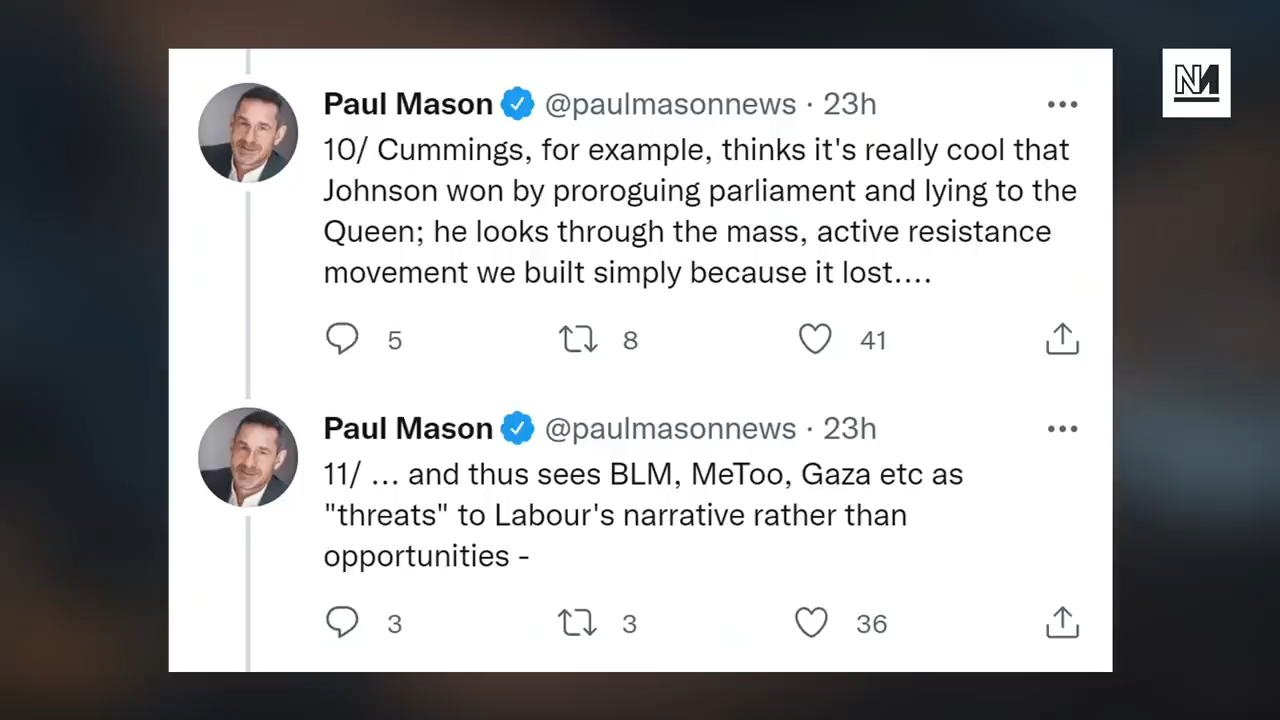 Paul Mason @paulmasonnews · 23h
10/ Cummings, for example, thinks it's really cool that
Johnson won by proroguing parliament and lying to the
Queen; he looks through the mass, active resistance
movement we built simply because it lost....
5 8 41
Paul Mason @paulmasonnews · 23h
11/ ... and thus sees BLM, MeToo, Gaza etc as
"threats" to Labour's narrative rather than
opportunities -
3 3 36
NM